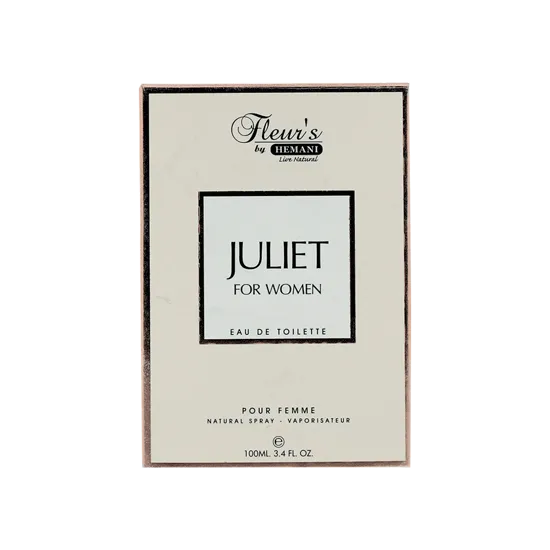 Fleur's
by HEMANI
Live Natural
JULIET
FOR WOMEN
EAU DE TOILETTE
POUR FEMME
NATURAL SPRAY - VAPORISATEUR
℮
100ML. 3.4 FL. OZ.